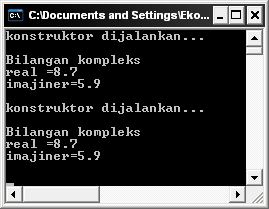 C:\Documents and Settings\Eko...
konstruktor dijalankan...
Bilangan kompleks
real =8.7
imajiner=5.9
konstruktor dijalankan...
Bilangan kompleks
real =8.7
imajiner=5.9